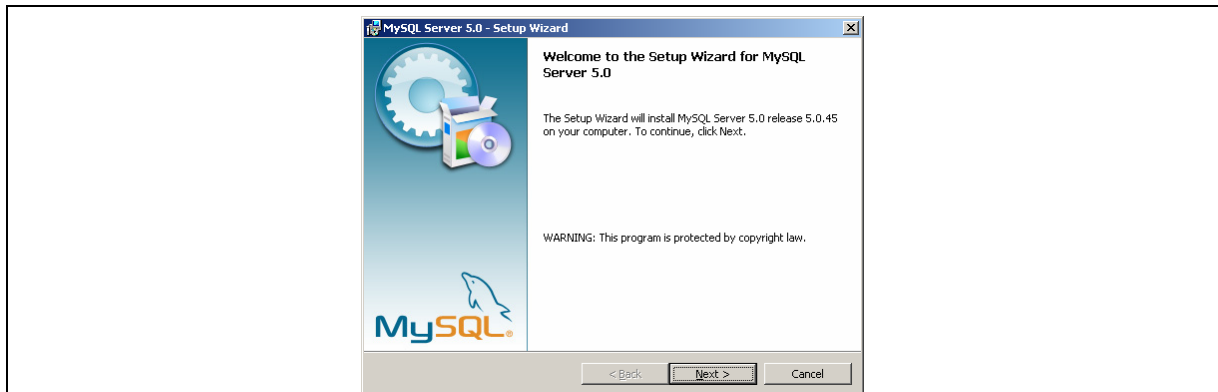 MySQL Server 5.0 - Setup Wizard
Welcome to the Setup Wizard for MySQL
Server 5.0
The Setup Wizard will install MySQL Server 5.0 release 5.0.45
on your computer. To continue, click Next.
WARNING: This program is protected by copyright law.
MySQL®
< Back
Next >
Cancel